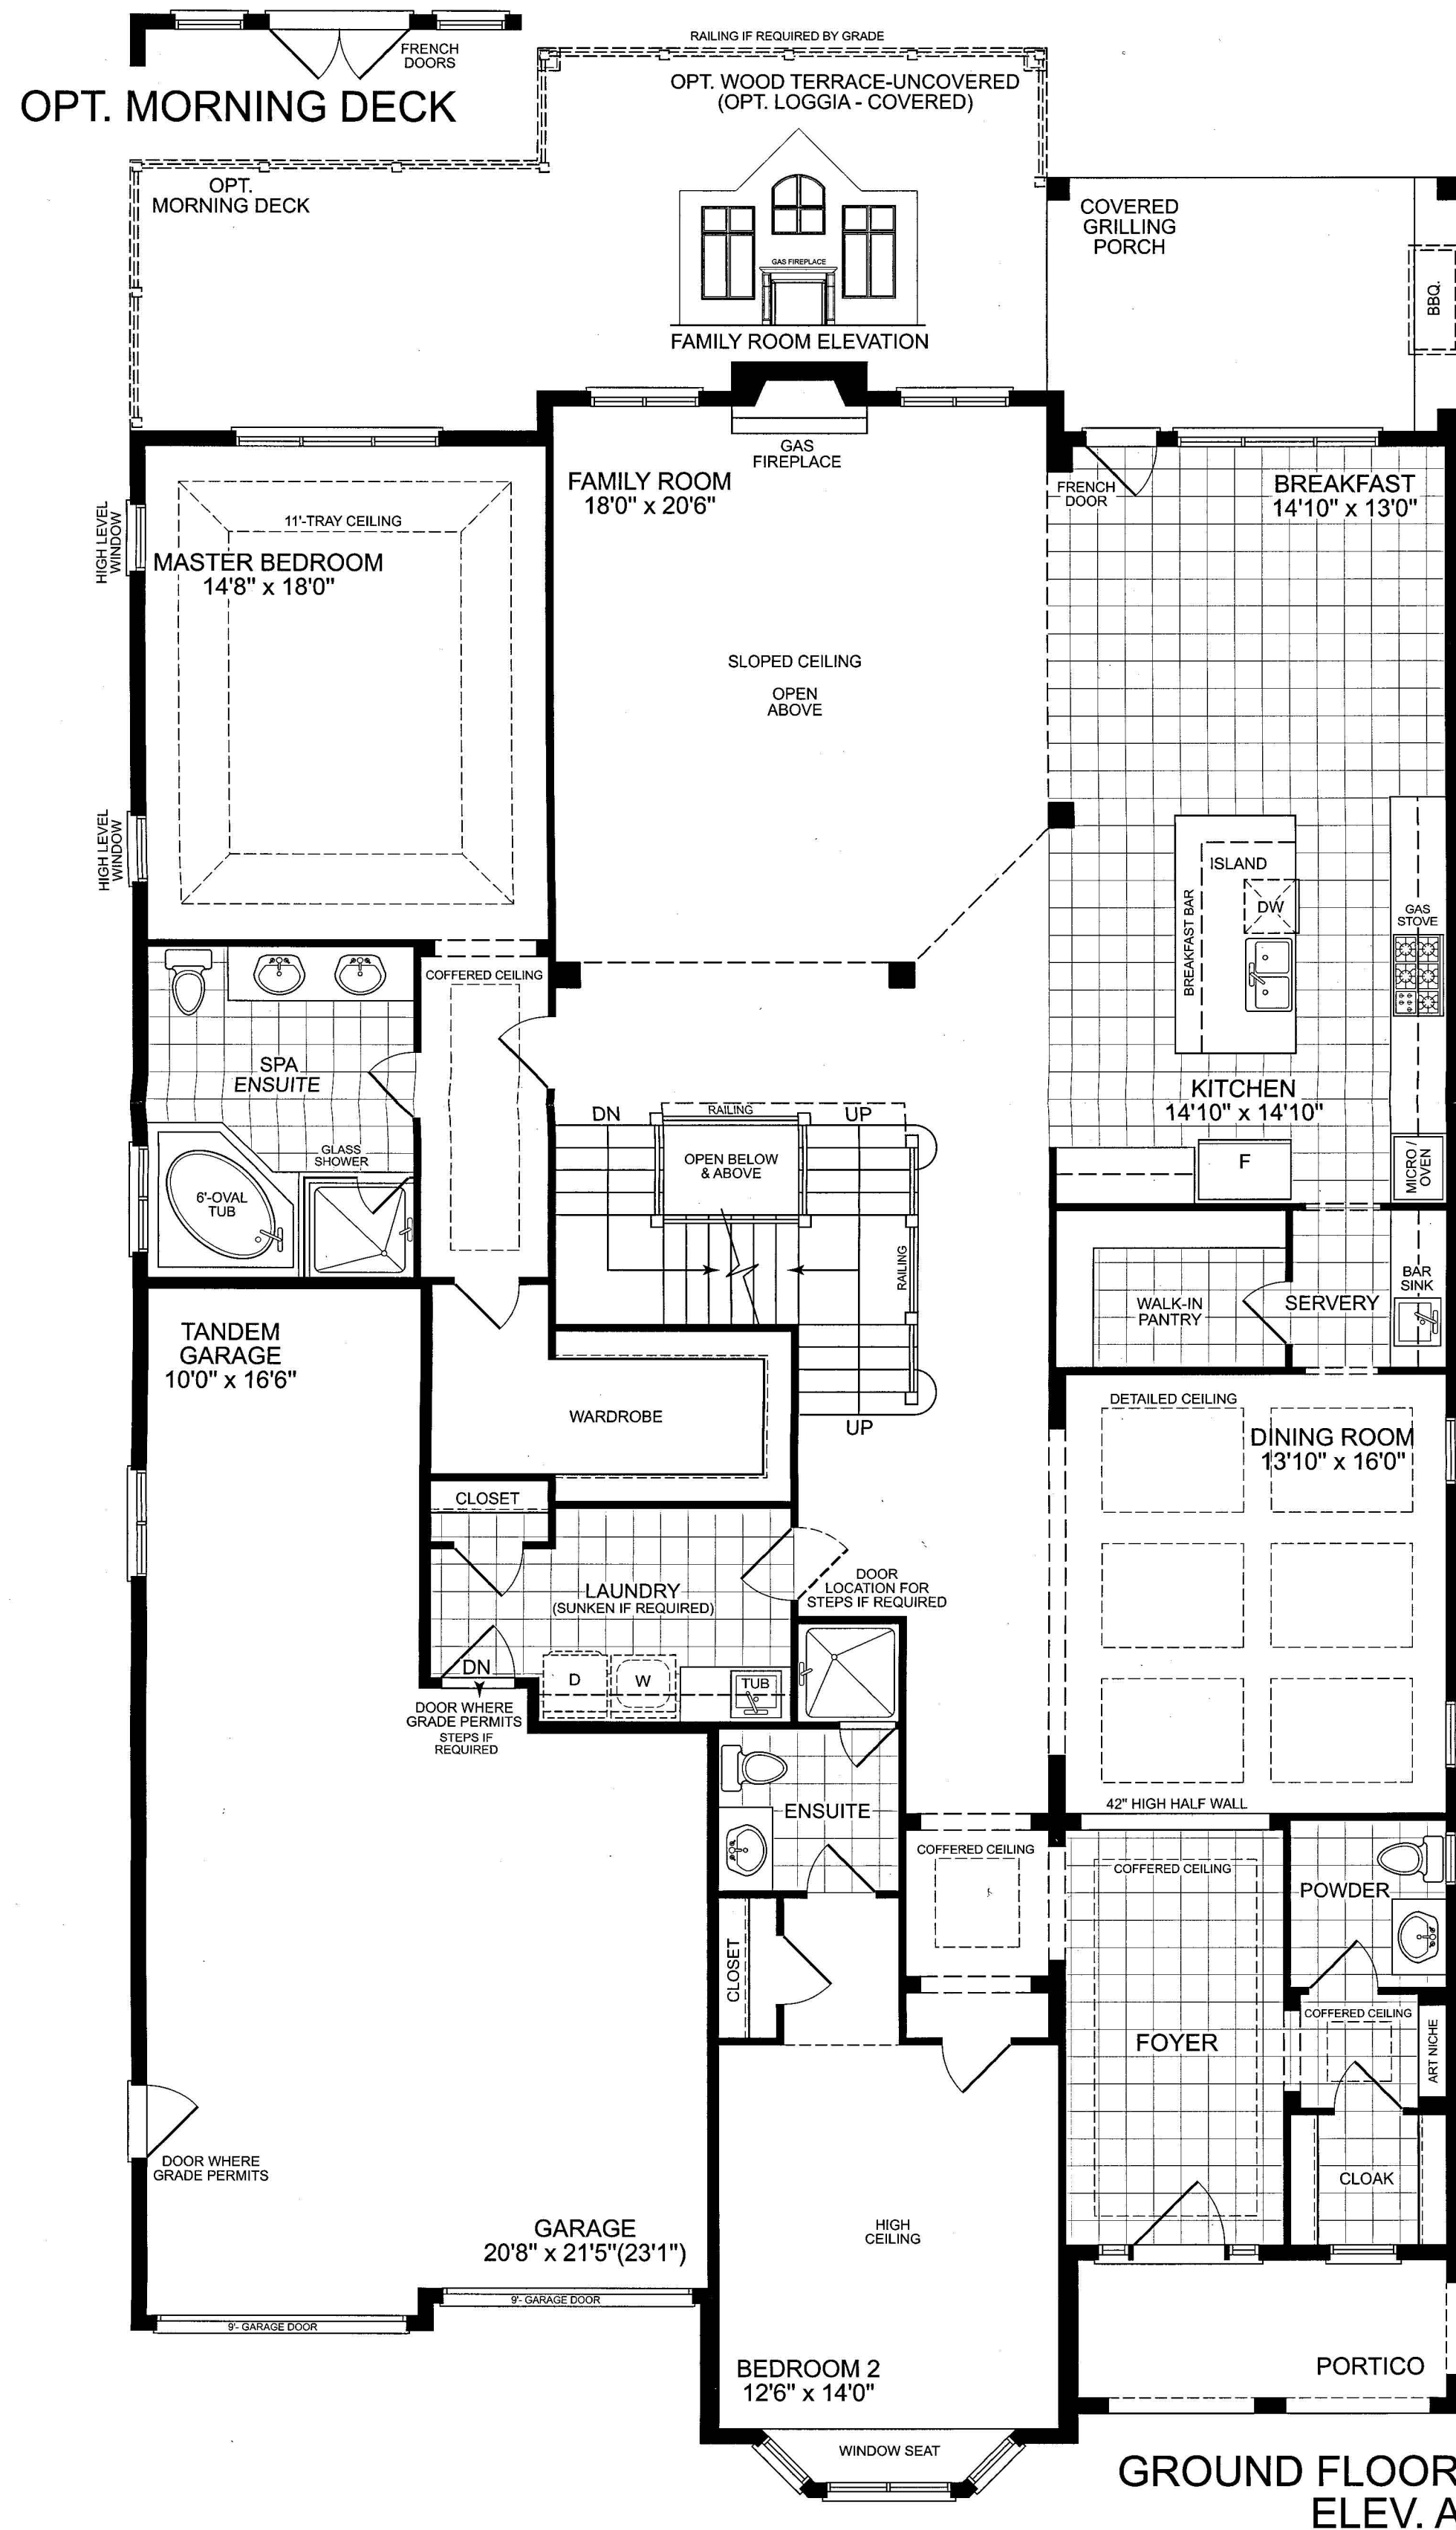 FRENCH
DOORS
OPT. MORNING DECK
RAILING IF REQUIRED BY GRADE
OPT. WOOD TERRACE-UNCOVERED
(OPT. LOGGIA - COVERED)
OPT.
MORNING DECK
COVERED
GRILLING
PORCH
BBQ.
GAS FIREPLACE
FAMILY ROOM ELEVATION
GAS
FIREPLACE
FAMILY ROOM
18'0" x 20'6"
FRENCH
DOOR
BREAKFAST
14'10" x 13'0"
HIGH LEVEL
WINDOW
11'-TRAY CEILING
MASTER BEDROOM
14'8" x 18'0"
SLOPED CEILING
OPEN
ABOVE
HIGH LEVEL
WINDOW
ISLAND
DW
BREAKFAST BAR
GAS
STOVE
COFFERED CEILING
SPA
ENSUITE
KITCHEN
14'10" x 14'10"
DN
RAILING
UP
GLASS
SHOWER
OPEN BELOW
& ABOVE
F
MICRO /
OVEN
6'-OVAL
TUB
RAILING
BAR
SINK
WALK-IN
PANTRY
SERVERY
TANDEM
GARAGE
10'0" x 16'6"
DETAILED CEILING
WARDROBE
UP
DINING ROOM
13'10" x 16'0"
CLOSET
DOOR
LOCATION FOR
STEPS IF REQUIRED
LAUNDRY
(SUNKEN IF REQUIRED)
DN
D
W
TUB
DOOR WHERE
GRADE PERMITS
STEPS IF
REQUIRED
42" HIGH HALF WALL
ENSUITE
COFFERED CEILING
COFFERED CEILING
POWDER
CLOSET
COFFERED CEILING
FOYER
ART NICHE
DOOR WHERE
GRADE PERMITS
CLOAK
HIGH
CEILING
GARAGE
20'8" x 21'5"(23'1")
9'- GARAGE DOOR
9'- GARAGE DOOR
BEDROOM 2
12'6" x 14'0"
PORTICO
WINDOW SEAT
GROUND FLOOR
ELEV. A